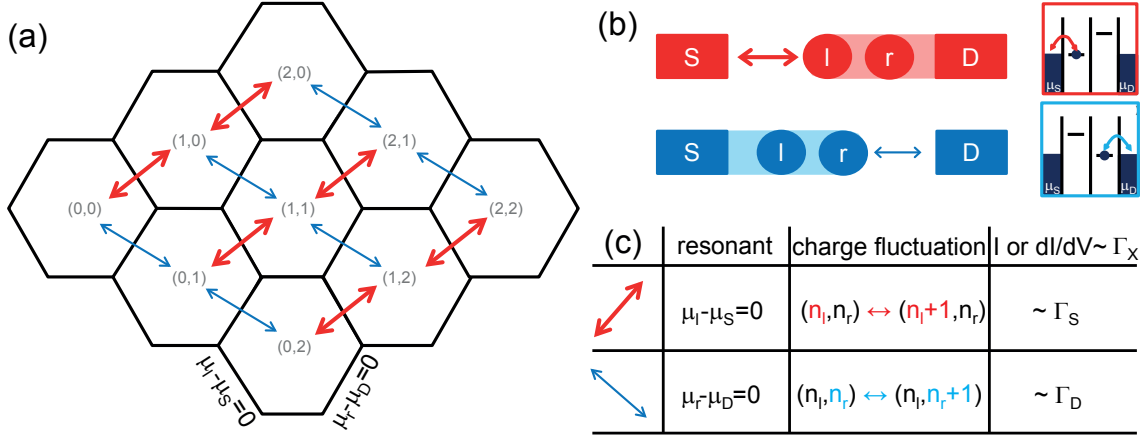 (a)
(2,0)
(1,0)
(2,1)
(0,0)
(1,1)
(2,2)
(0,1)
(1,2)
(0,2)
μl-μS=0
μr-μD=0
(b)
S l r D
μS μD
S l r D
μS μD
(c)
resonant charge fluctuation I or dI/dV~ ΓX
μl-μS=0 (nl,nr) ↔ (nl+1,nr) ~ ΓS
μr-μD=0 (nl,nr) ↔ (nl,nr+1) ~ ΓD